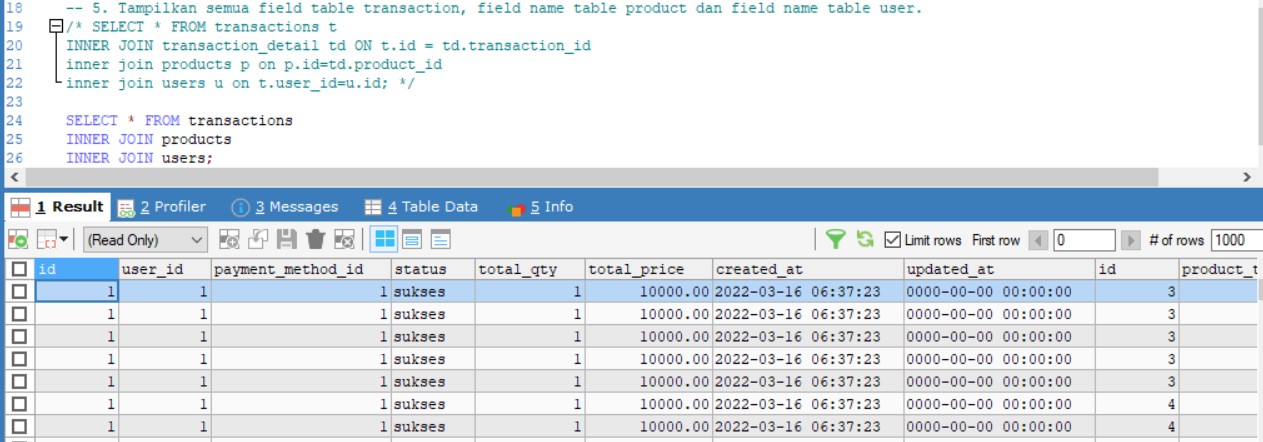 18 -- 5. Tampilkan semua field table transaction, field name table product dan field name table user.
19 /* SELECT * FROM transactions t
20 INNER JOIN transaction_detail td ON t.id = td.transaction_id
21 inner join products p on p.id=td.product_id
22 inner join users u on t.user_id=u.id; */
23
24 SELECT * FROM transactions
25 INNER JOIN products
26 INNER JOIN users;
1 Result 2 Profiler 3 Messages 4 Table Data 5 Info
(Read Only) Limit rows First row 0 # of rows 1000
id user_id payment_method_id status total_qty total_price created_at updated_at id product_t
1 1 1 sukses 1 10000.00 2022-03-16 06:37:23 0000-00-00 00:00:00 3
1 1 1 sukses 1 10000.00 2022-03-16 06:37:23 0000-00-00 00:00:00 3
1 1 1 sukses 1 10000.00 2022-03-16 06:37:23 0000-00-00 00:00:00 3
1 1 1 sukses 1 10000.00 2022-03-16 06:37:23 0000-00-00 00:00:00 3
1 1 1 sukses 1 10000.00 2022-03-16 06:37:23 0000-00-00 00:00:00 3
1 1 1 sukses 1 10000.00 2022-03-16 06:37:23 0000-00-00 00:00:00 4
1 1 1 sukses 1 10000.00 2022-03-16 06:37:23 0000-00-00 00:00:00 4